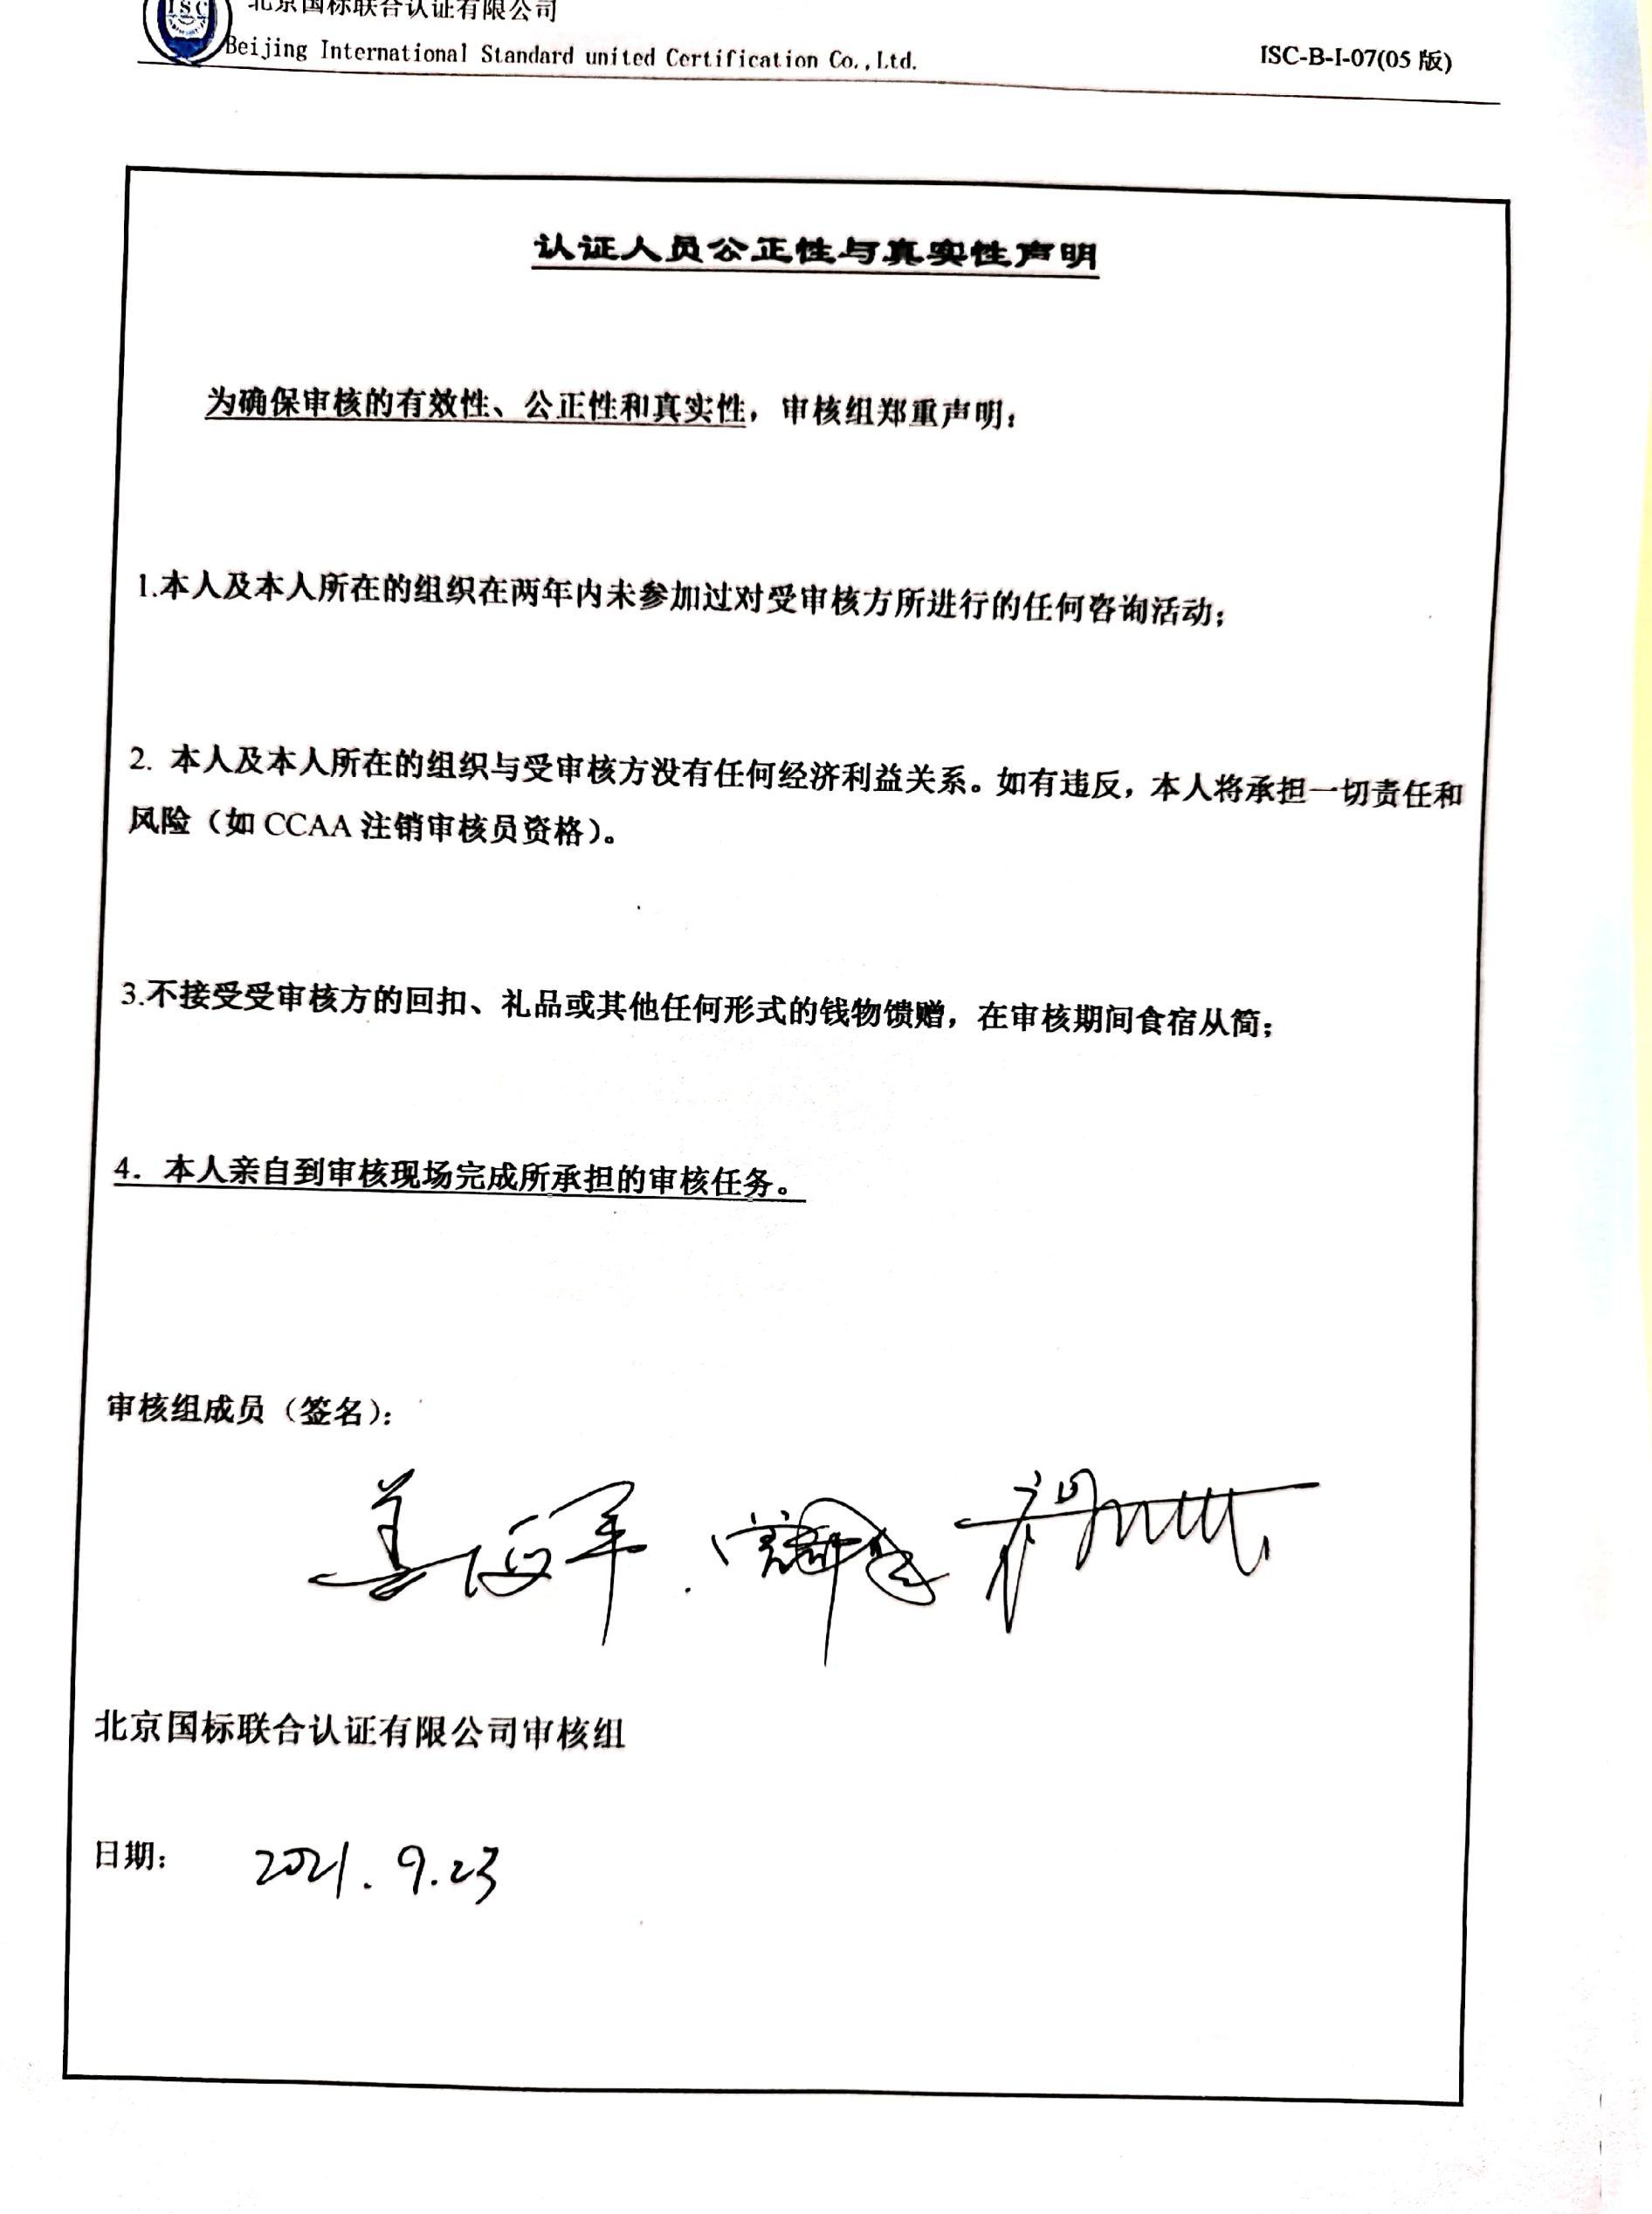 ISC
北京国标联合认证有限公司
Beijing International Standard united Certification Co.,Ltd.
ISC-B-I-07(05 版)
认证人员公正性与真实性声明
为确保审核的有效性、公正性和真实性，审核组郑重声明：
1.本人及本人所在的组织在两年内未参加过对受审核方所进行的任何咨询活动；
2. 本人及本人所在的组织与受审核方没有任何经济利益关系。如有违反，本人将承担一切责任和
风险（如 CCAA 注销审核员资格）。
3.不接受受审核方的回扣、礼品或其他任何形式的钱物馈赠，在审核期间食宿从简；
4. 本人亲自到审核现场完成所承担的审核任务。
审核组成员（签名）：
北京国标联合认证有限公司审核组
日期： 2021.9.23